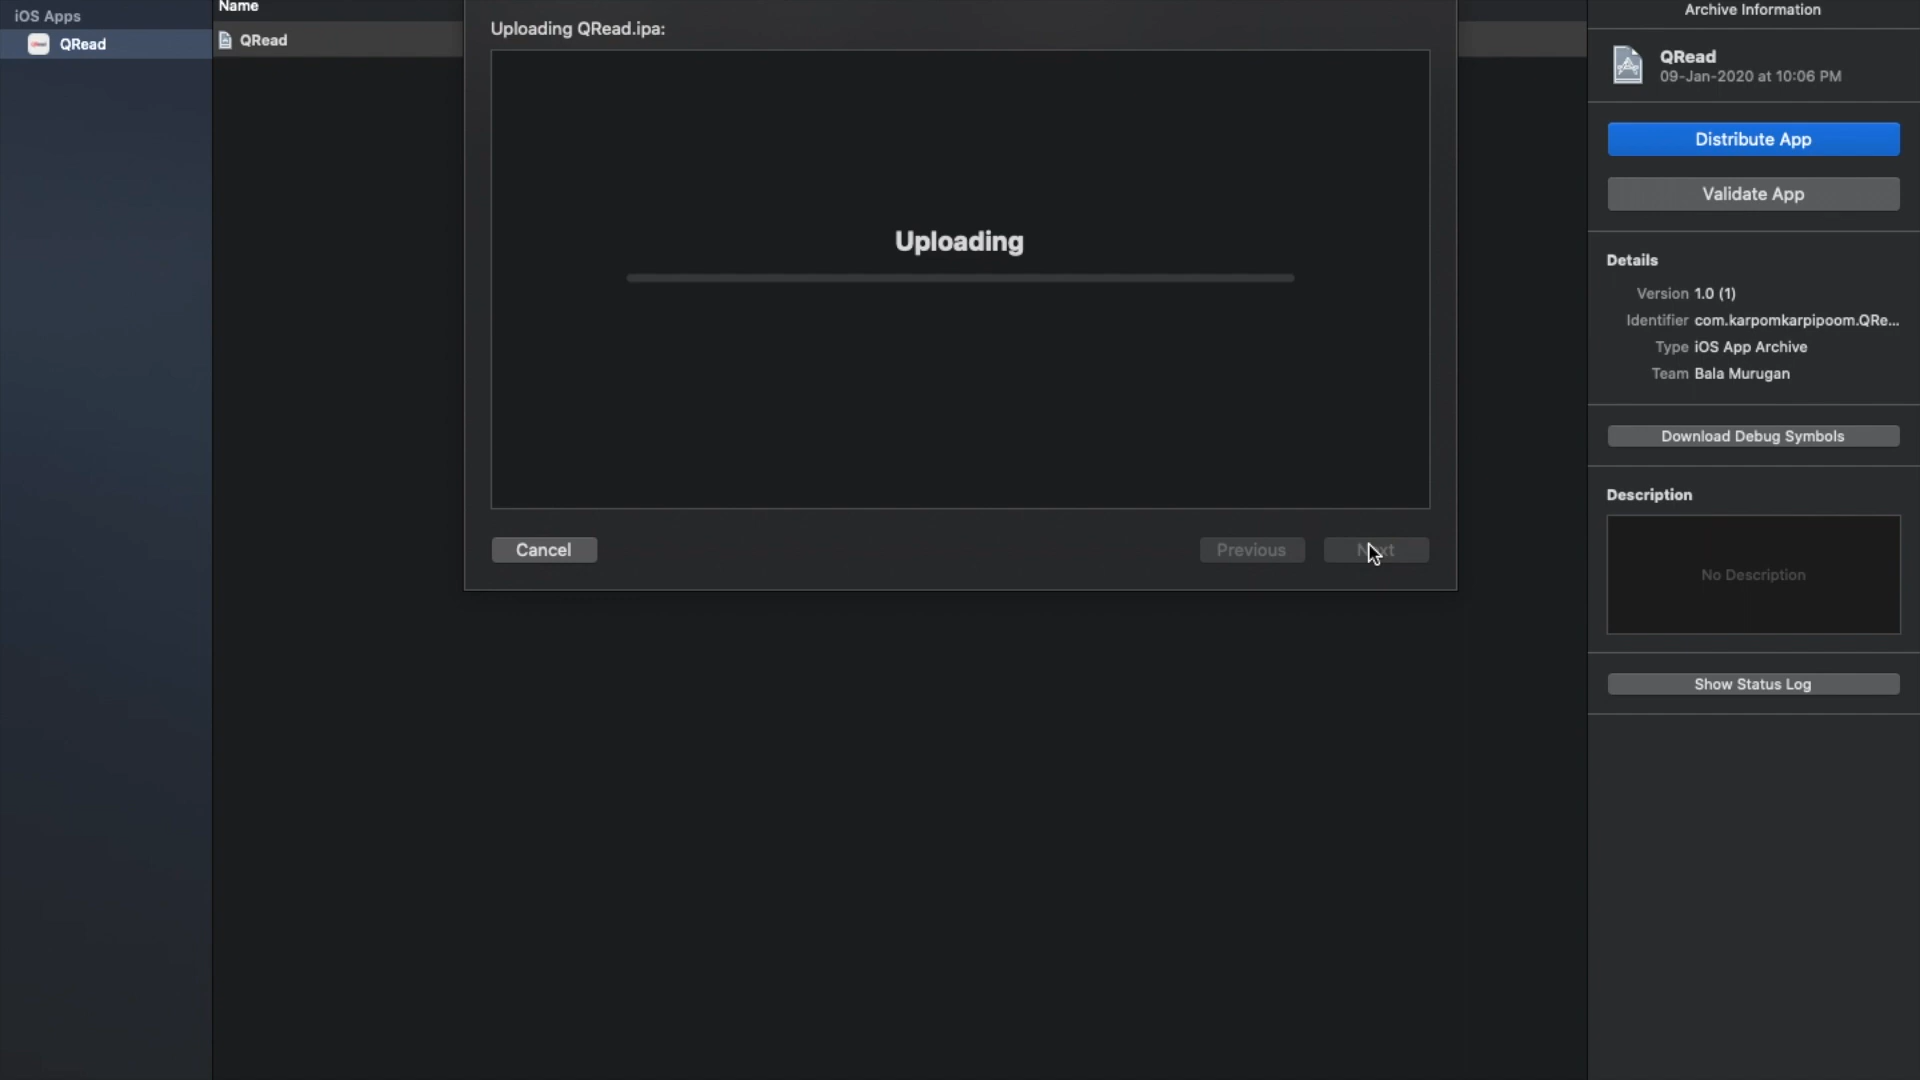 iOS Apps
QRead
Name
QRead
Uploading QRead.ipa:
Uploading
Cancel
Previous
Next
Archive Information
QRead
09-Jan-2020 at 10:06 PM
Distribute App
Validate App
Details
Version 1.0 (1)
Identifier com.karpomkarpipoom.QRe...
Type iOS App Archive
Team Bala Murugan
Download Debug Symbols
Description
No Description
Show Status Log